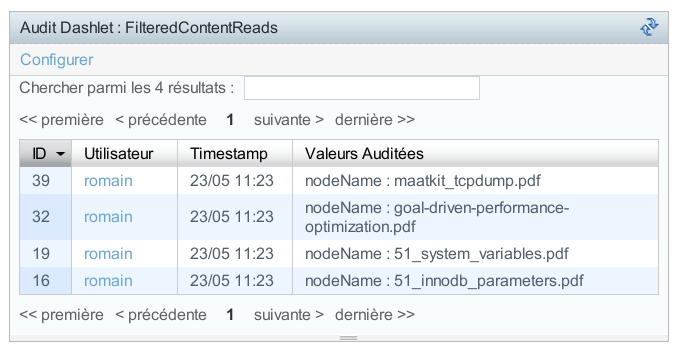 Audit Dashlet : FilteredContentReads
Configurer
Chercher parmi les 4 résultats :
<< première < précédente 1 suivante > dernière >>
ID Utilisateur Timestamp Valeurs Auditées
39 romain 23/05 11:23 nodeName : maatkit_tcpdump.pdf
32 romain 23/05 11:23 nodeName : goal-driven-performance-
optimization.pdf
19 romain 23/05 11:23 nodeName : 51_system_variables.pdf
16 romain 23/05 11:23 nodeName : 51_innodb_parameters.pdf
<< première < précédente 1 suivante > dernière >>